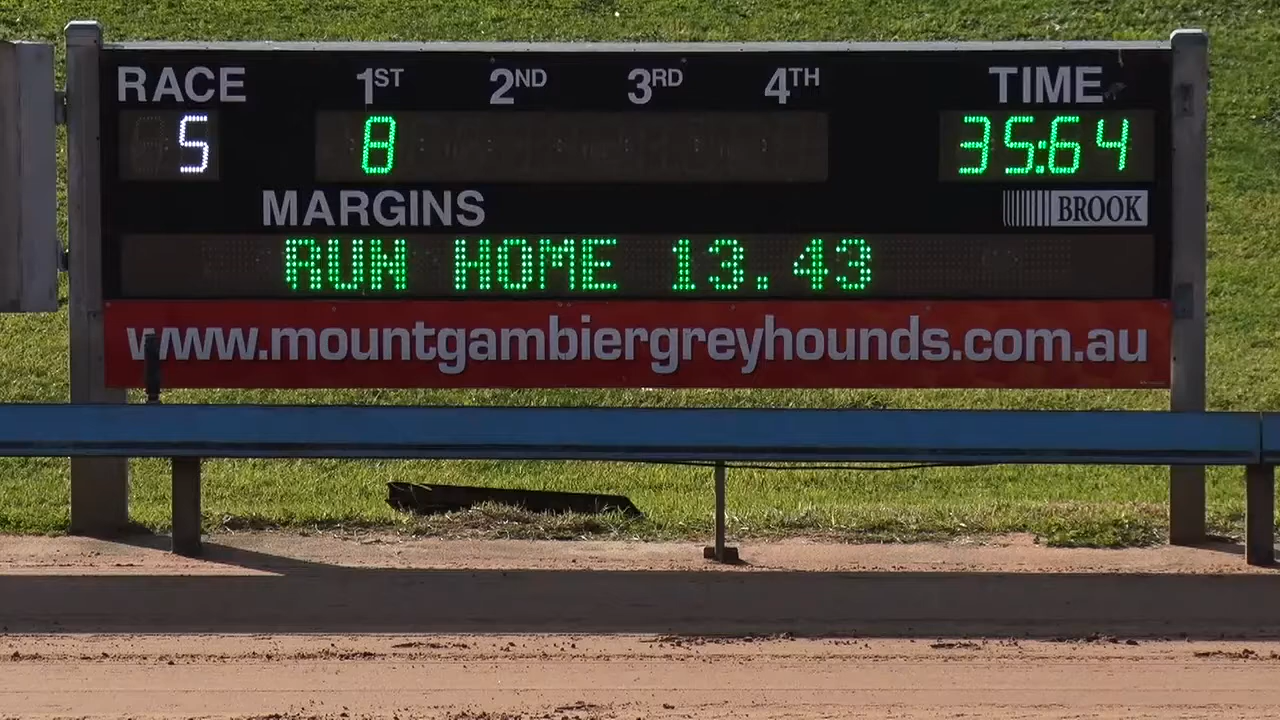 RACE 1ST 2ND 3RD 4TH TIME
5 8 35:64
MARGINS BROOK
RUN HOME 13.43
www.mountgambiergreyhounds.com.au